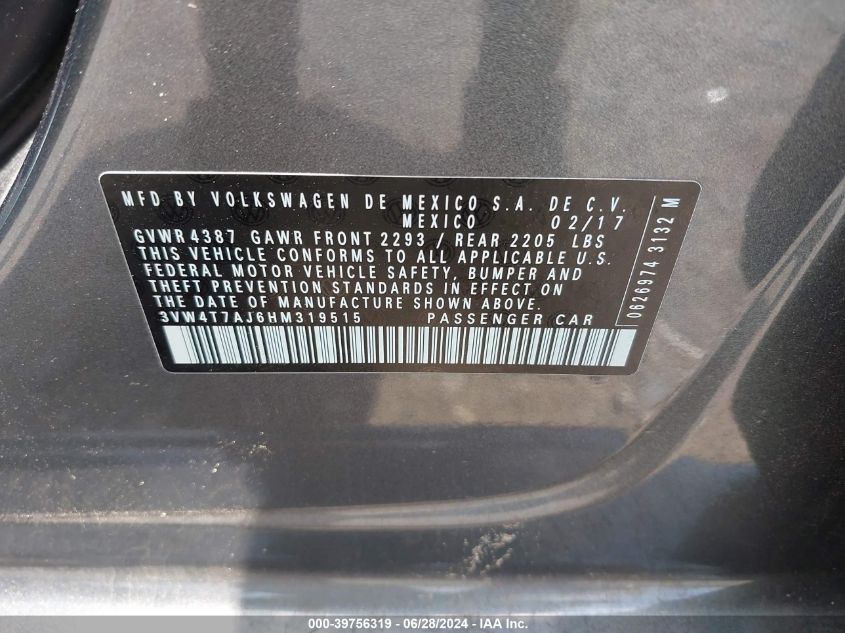 MFD BY VOLKSWAGEN DE MEXICO S.A. DE C.V.
MEXICO 02/17
GVWR 4387 GAWR FRONT 2293 / REAR 2205 LBS
THIS VEHICLE CONFORMS TO ALL APPLICABLE U.S.
FEDERAL MOTOR VEHICLE SAFETY, BUMPER AND
THEFT PREVENTION STANDARDS IN EFFECT ON
THE DATE OF MANUFACTURE SHOWN ABOVE.
3VW4T7AJ6HM319515 PASSENGER CAR
0626974 3132 M
000-39756319 / 06/28/2024 - IAA Inc.